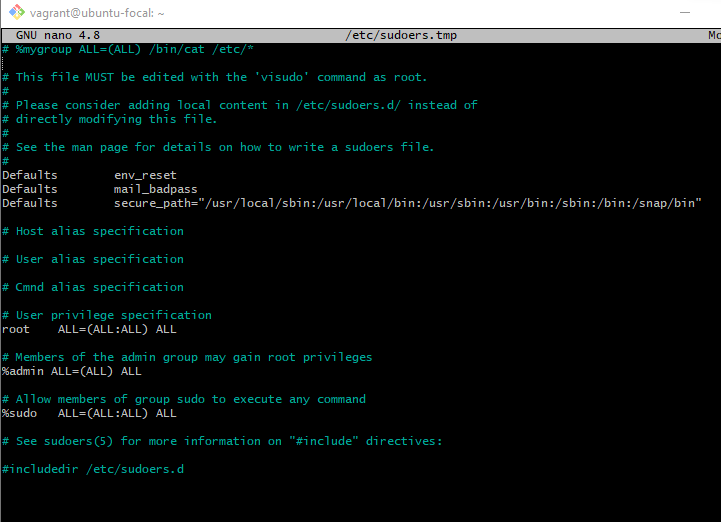 vagrant@ubuntu-focal: ~
GNU nano 4.8 /etc/sudoers.tmp Mo
# %mygroup ALL=(ALL) /bin/cat /etc/*
# This file MUST be edited with the 'visudo' command as root.
#
# Please consider adding local content in /etc/sudoers.d/ instead of
# directly modifying this file.
#
# See the man page for details on how to write a sudoers file.
#
Defaults env_reset
Defaults mail_badpass
Defaults secure_path="/usr/local/sbin:/usr/local/bin:/usr/sbin:/usr/bin:/sbin:/bin:/snap/bin"
# Host alias specification
# User alias specification
# Cmnd alias specification
# User privilege specification
root ALL=(ALL:ALL) ALL
# Members of the admin group may gain root privileges
%admin ALL=(ALL) ALL
# Allow members of group sudo to execute any command
%sudo ALL=(ALL:ALL) ALL
# See sudoers(5) for more information on "#include" directives:
#includedir /etc/sudoers.d